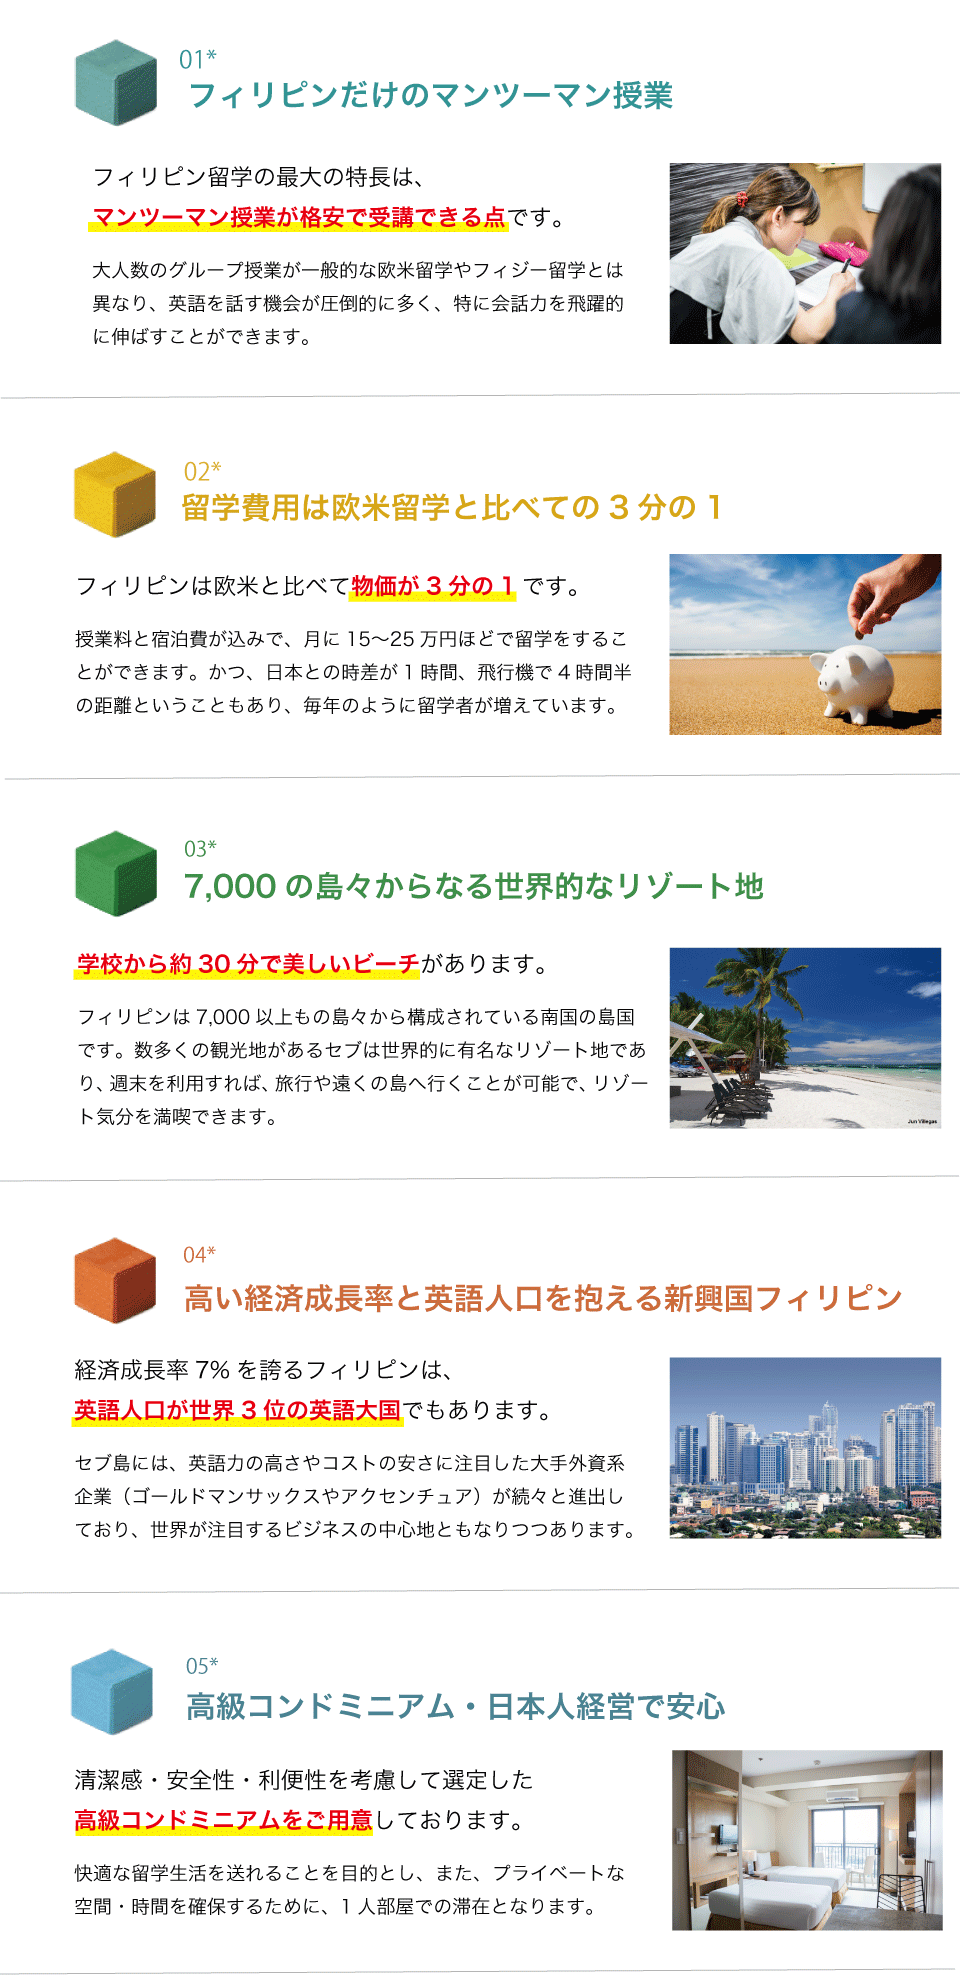 01*
フィリピンだけのマンツーマン授業
フィリピン留学の最大の特長は、
マンツーマン授業が格安で受講できる点です。
大人数のグループ授業が一般的な欧米留学やフィジー留学とは
異なり、英語を話す機会が圧倒的に多く、特に会話力を飛躍的
に伸ばすことができます。
02*
留学費用は欧米留学と比べての 3 分の 1
フィリピンは欧米と比べて物価が 3 分の 1 です。
授業料と宿泊費が込みで、月に 15〜25 万円ほどで留学をするこ
とができます。かつ、日本との時差が 1 時間、飛行機で 4 時間半
の距離ということもあり、毎年のように留学者が増えています。
03*
7,000 の島々からなる世界的なリゾート地
学校から約 30 分で美しいビーチがあります。
フィリピンは 7,000 以上もの島々から構成されている南国の島国
です。数多くの観光地があるセブは世界的に有名なリゾート地であ
り、週末を利用すれば、旅行や遠くの島へ行くことが可能で、リゾー
ト気分を満喫できます。
Jun Villegas
04*
高い経済成長率と英語人口を抱える新興国フィリピン
経済成長率 7% を誇るフィリピンは、
英語人口が世界 3 位の英語大国でもあります。
セブ島には、英語力の高さやコストの安さに注目した大手外資系
企業（ゴールドマンサックスやアクセンチュア）が続々と進出し
ており、世界が注目するビジネスの中心地ともなりつつあります。
05*
高級コンドミニアム・日本人経営で安心
清潔感・安全性・利便性を考慮して選定した
高級コンドミニアムをご用意しております。
快適な留学生活を送れることを目的とし、また、プライベートな
空間・時間を確保するために、1 人部屋での滞在となります。